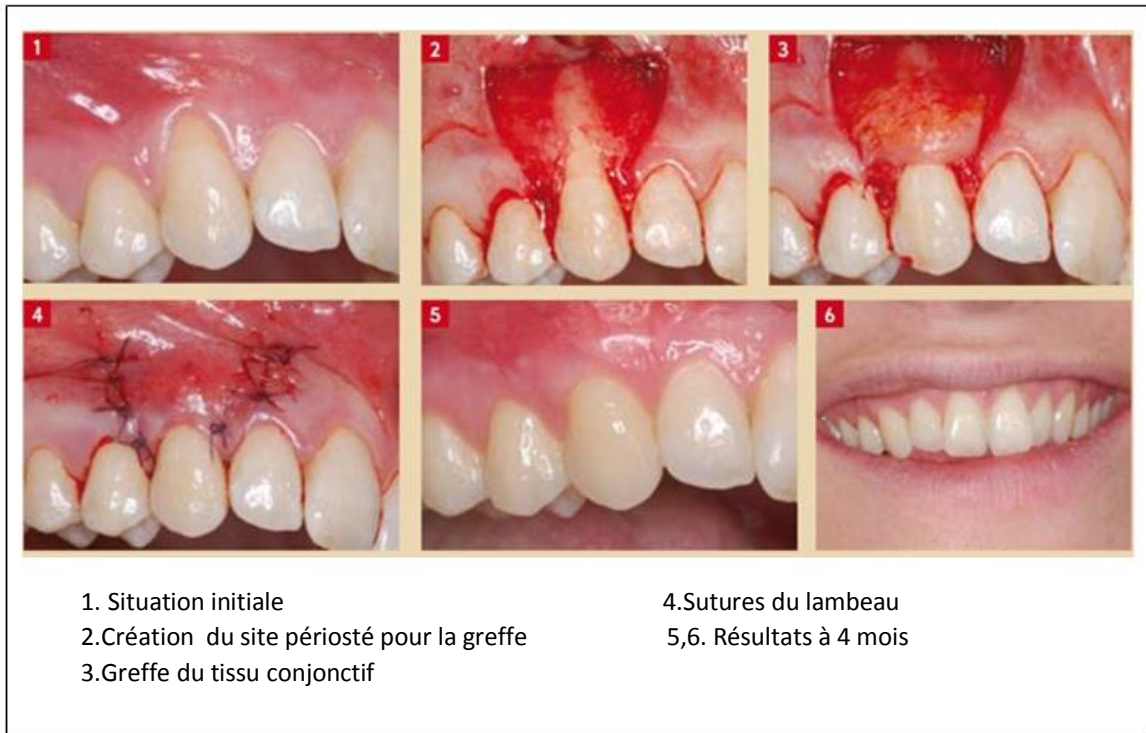 1
2
3
4
5
6
1. Situation initiale
2.Création du site périosté pour la greffe
3.Greffe du tissu conjonctif
4.Sutures du lambeau
5,6. Résultats à 4 mois